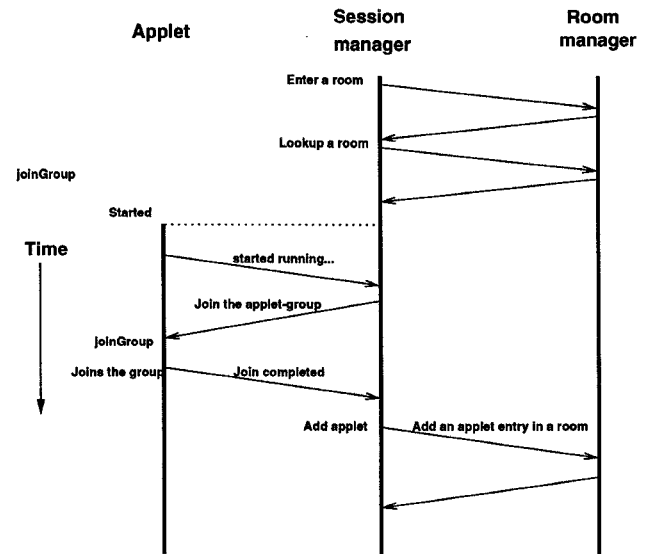 Applet
Session
manager
Room
manager
Enter a room
Lookup a room
joinGroup
Started
Time
started running...
Join the applet-group
joinGroup
Joins the group
Join completed
Add applet
Add an applet entry in a room